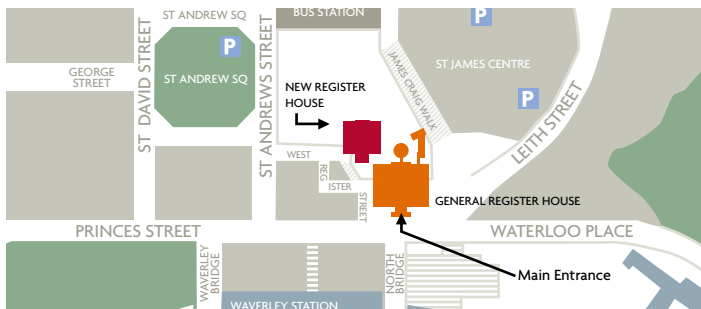 ST ANDREW SQ
BUS STATION
P
P
GEORGE
STREET
ST DAVID STREET
ST ANDREW SQ
ST ANDREWS STREET
JAMES CRAIG WALK
ST JAMES CENTRE
P
LEITH STREET
NEW REGISTER
HOUSE
WEST
REG
ISTER
STREET
GENERAL REGISTER HOUSE
PRINCES STREET
WATERLOO PLACE
WAVERLEY
BRIDGE
NORTH
BRIDGE
Main Entrance
WAVERLEY STATION